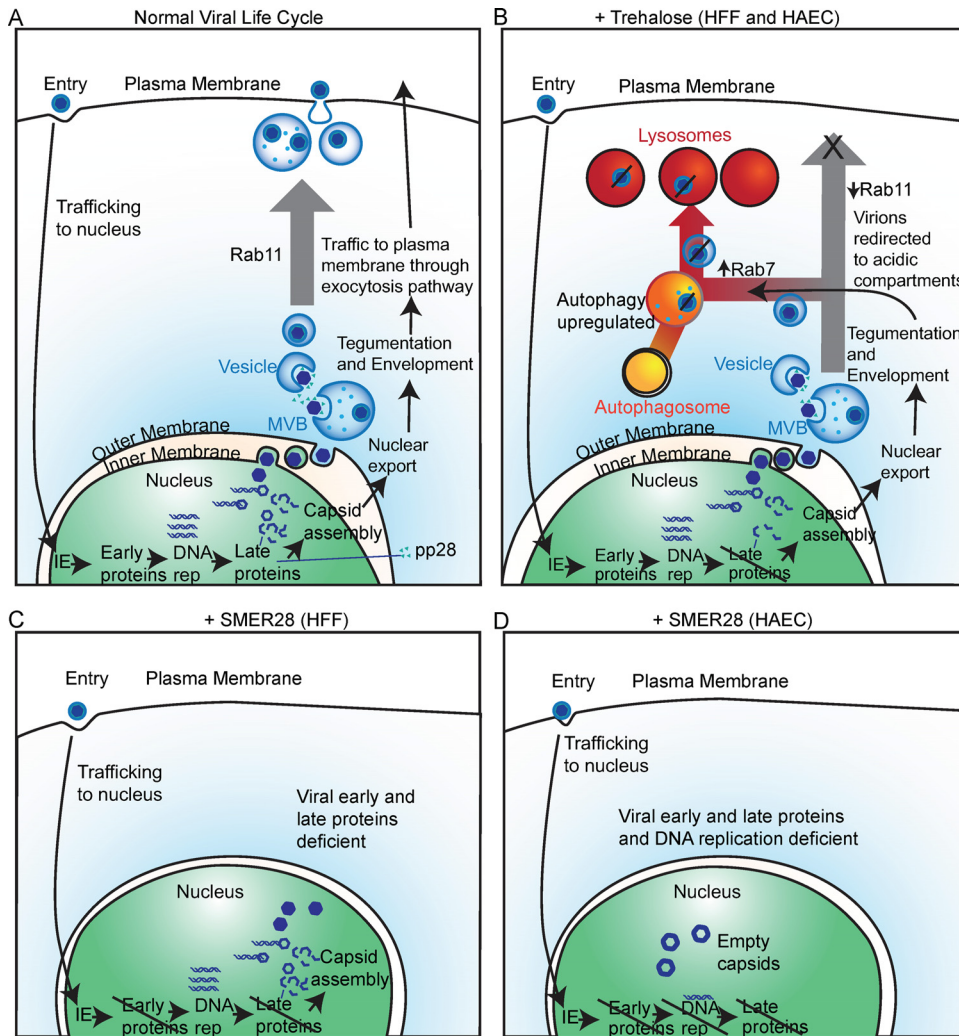 A
Normal Viral Life Cycle
Entry
Plasma Membrane
Trafficking
to nucleus
Rab11
Traffic to plasma
membrane through
exocytosis pathway
Tegumentation
and Envelopment
Vesicle
MVB
Outer Membrane
Inner Membrane
Nuclear
export
Nucleus
Capsid
assembly
pp28
IE
Early
proteins
DNA
rep
Late
proteins
B
+ Trehalose (HFF and HAEC)
Entry
Plasma Membrane
Lysosomes
X
Rab11
Trafficking
to nucleus
Virions
redirected
to acidic
compartments
Rab7
Autophagy
upregulated
Tegumentation
and
Envelopment
Vesicle
Autophagosome
MVB
Outer Membrane
Inner Membrane
Nuclear
export
Nucleus
Capsid
assembly
IE
Early
proteins
DNA
rep
Late
proteins
C
+ SMER28 (HFF)
Entry
Plasma Membrane
Trafficking
to nucleus
Viral early and
late proteins
deficient
Nucleus
Capsid
assembly
IE
Early
proteins
DNA
rep
Late
proteins
D
+ SMER28 (HAEC)
Entry
Plasma Membrane
Trafficking
to nucleus
Viral early and late proteins
and DNA replication deficient
Nucleus
Empty
capsids
IE
Early
proteins
DNA
rep
Late
proteins